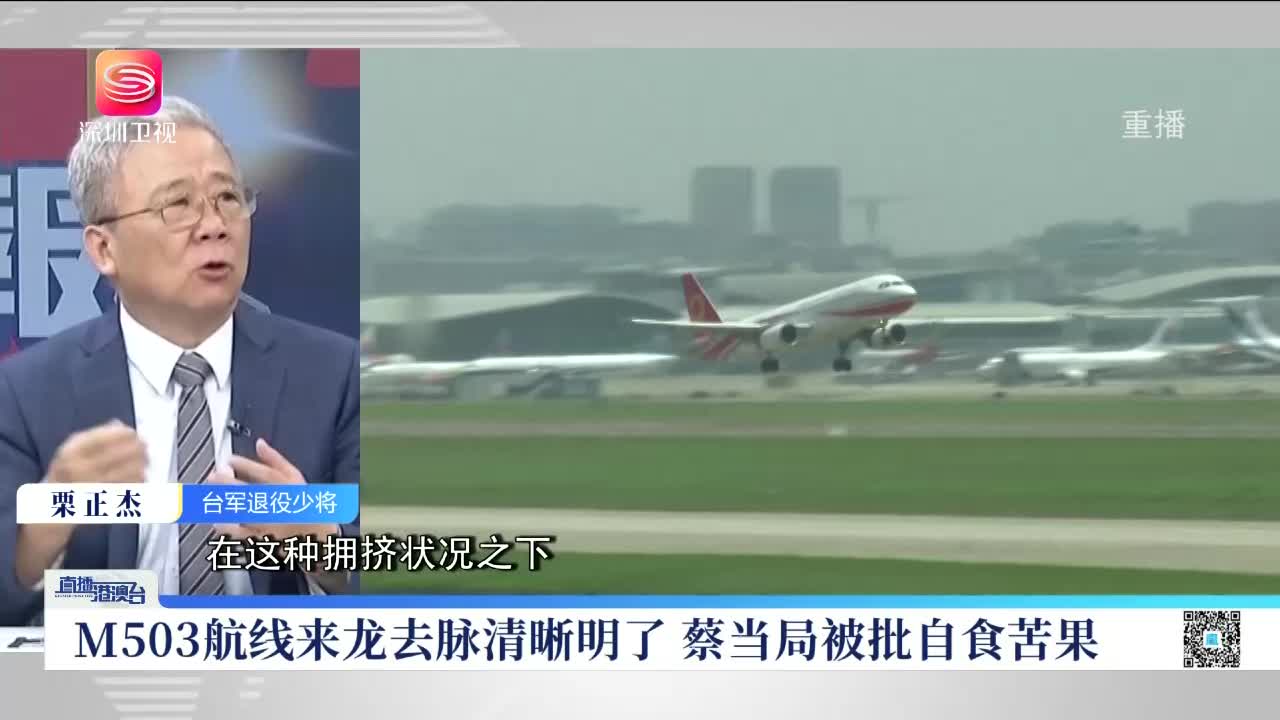 深圳卫视
重播
報
栗正杰
台军退役少将
在这种拥挤状况之下
直播
港澳台
M503航线来龙去脉清晰明了 蔡当局被批自食苦果